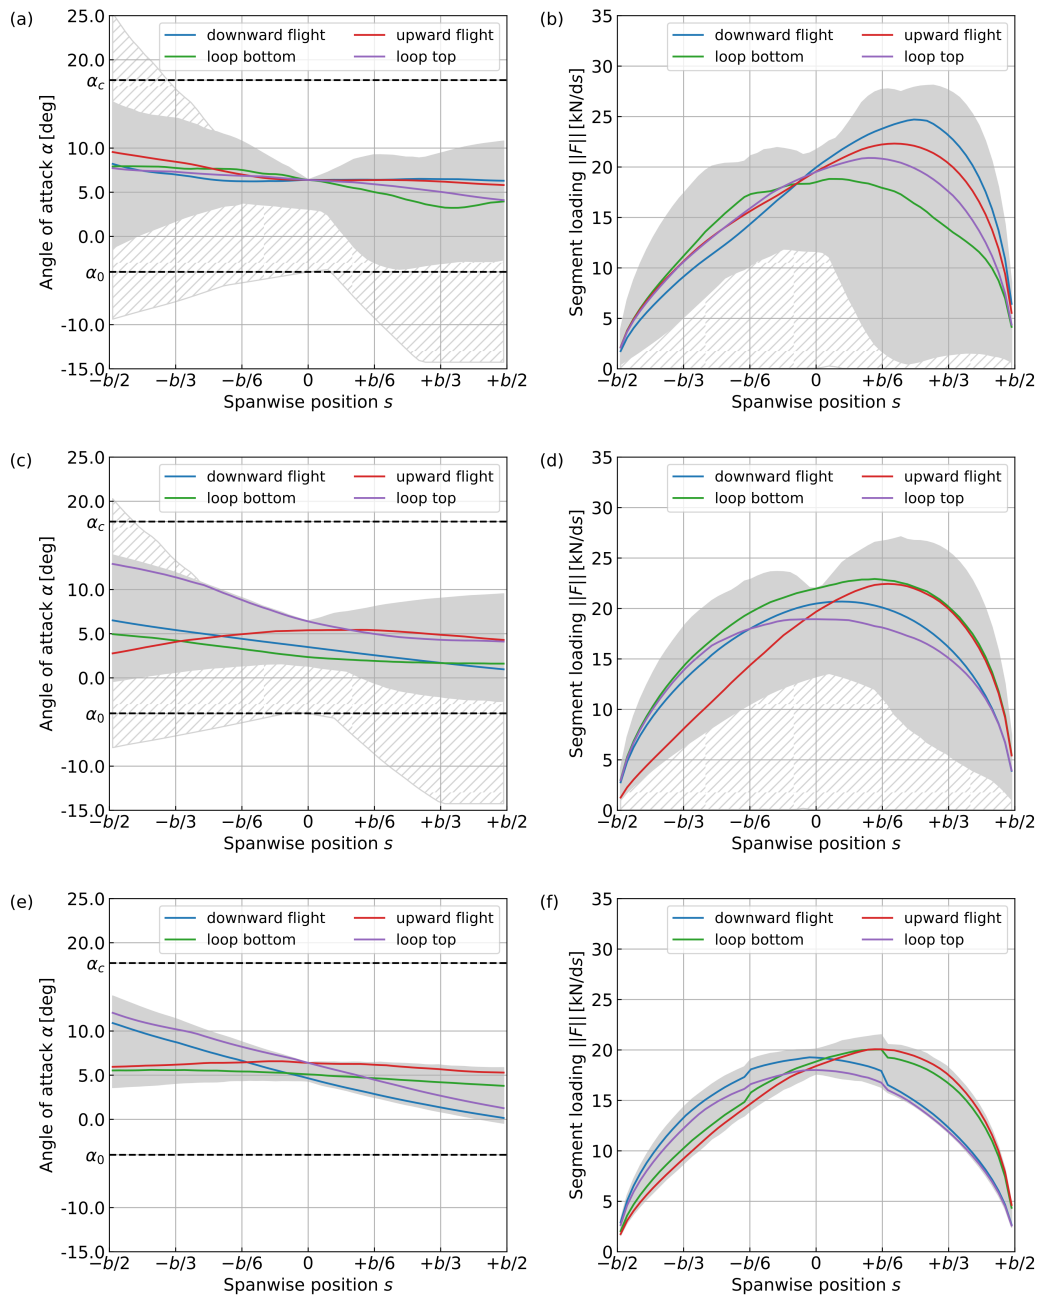 (a)
25.0
20.0
α_c
10.0
5.0
0.0
α_0
-10.0
-15.0
Angle of attack α [deg]
downward flight
upward flight
loop bottom
loop top
−b/2
−b/3
−b/6
0
+b/6
+b/3
+b/2
Spanwise position s
(b)
35
30
25
20
15
10
5
0
Segment loading ||F|| [kN/ds]
downward flight
upward flight
loop bottom
loop top
−b/2
−b/3
−b/6
0
+b/6
+b/3
+b/2
Spanwise position s
(c)
25.0
20.0
α_c
10.0
5.0
0.0
α_0
-10.0
-15.0
Angle of attack α [deg]
downward flight
upward flight
loop bottom
loop top
−b/2
−b/3
−b/6
0
+b/6
+b/3
+b/2
Spanwise position s
(d)
35
30
25
20
15
10
5
0
Segment loading ||F|| [kN/ds]
downward flight
upward flight
loop bottom
loop top
−b/2
−b/3
−b/6
0
+b/6
+b/3
+b/2
Spanwise position s
(e)
25.0
20.0
α_c
10.0
5.0
0.0
α_0
-10.0
-15.0
Angle of attack α [deg]
downward flight
upward flight
loop bottom
loop top
−b/2
−b/3
−b/6
0
+b/6
+b/3
+b/2
Spanwise position s
(f)
35
30
25
20
15
10
5
0
Segment loading ||F|| [kN/ds]
downward flight
upward flight
loop bottom
loop top
−b/2
−b/3
−b/6
0
+b/6
+b/3
+b/2
Spanwise position s